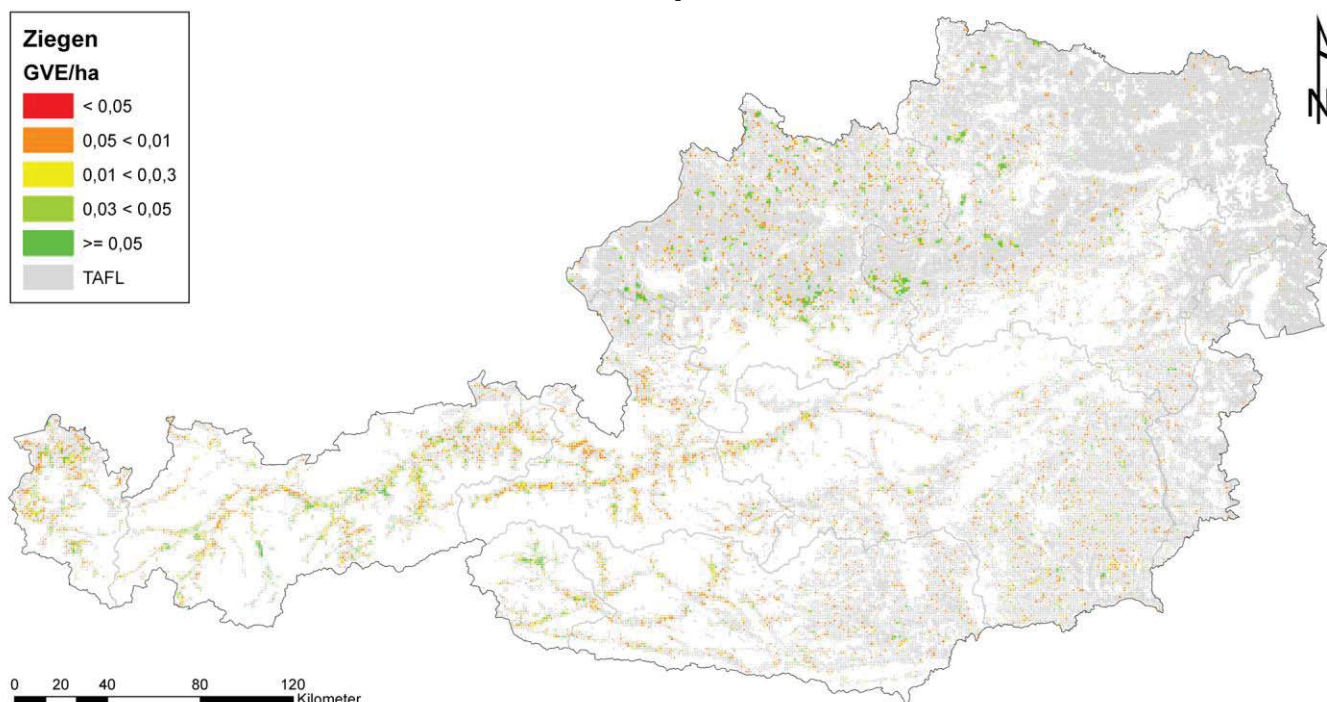 Ziegen
GVE/ha
< 0,05
0,05 < 0,01
0,01 < 0,0,3
0,03 < 0,05
>= 0,05
TAFL
N
0 20 40 80 120
Kilometer